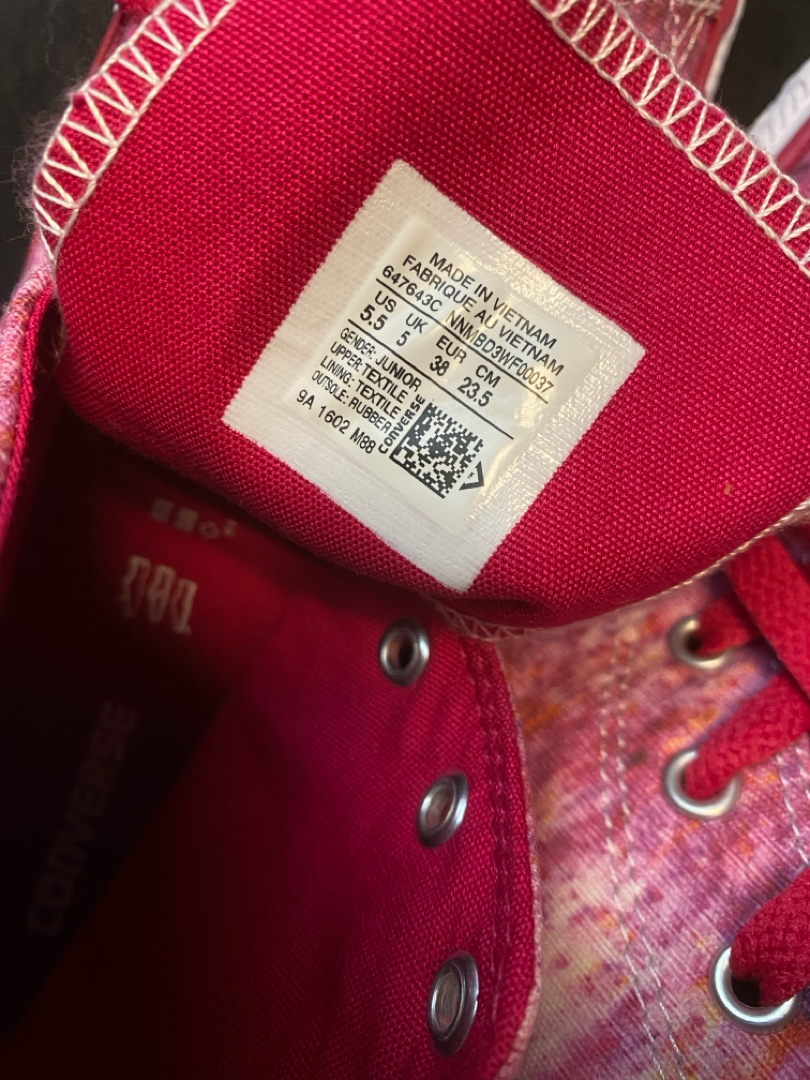 MADE IN VIETNAM
FABRIQUE AU VIETNAM
647643C NNMBD3WF00037
US UK EUR CM
5.5 5 38 23.5
GENDER: JUNIOR
UPPER: TEXTILE
LINING: TEXTILE
OUTSOLE: RUBBER
9A 1602 M88
CONVERSE
CONVERSE